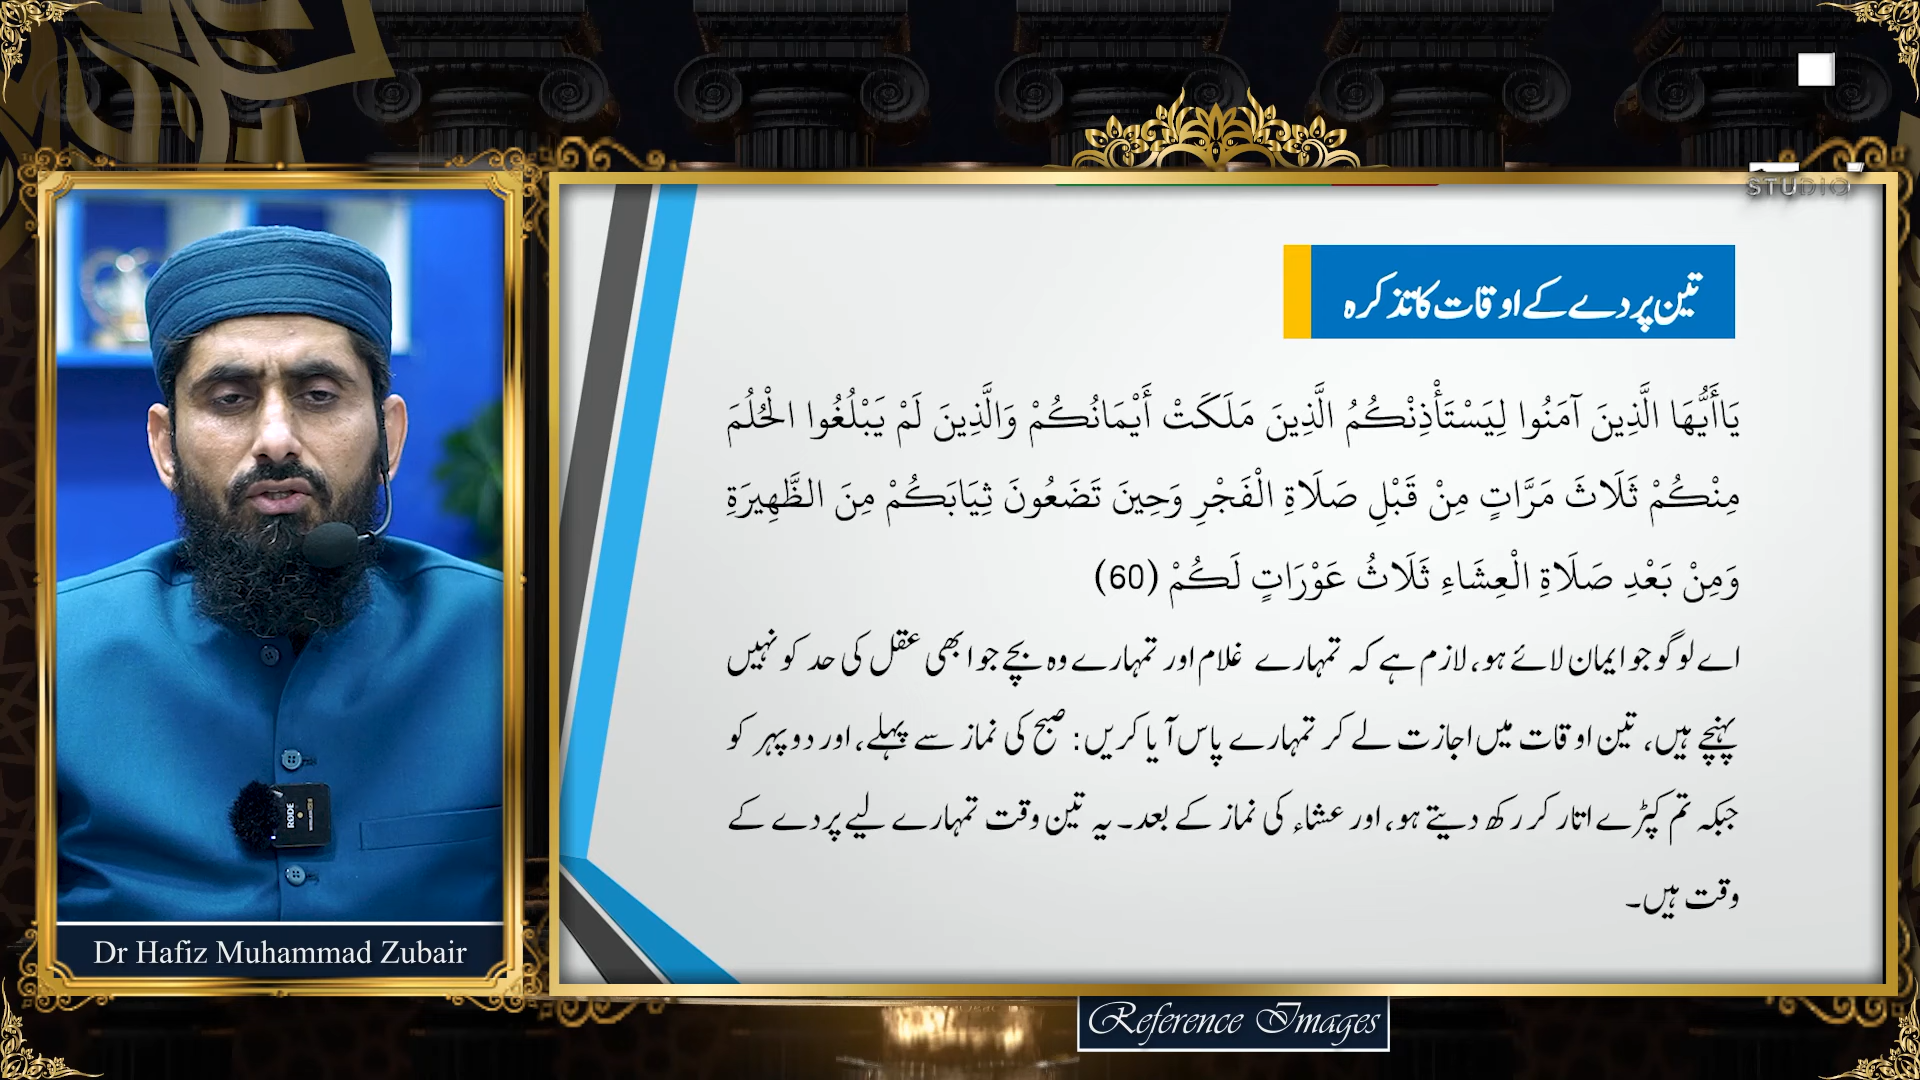 STUDIO
تین پردے کے اوقات کا تذکرہ
يَاأَيُّهَا الَّذِينَ آمَنُوا لِيَسْتَأْذِنْكُمُ الَّذِينَ مَلَكَتْ أَيْمَانُكُمْ وَالَّذِينَ لَمْ يَبْلُغُوا الْحُلُمَ
مِنْكُمْ ثَلَاثَ مَرَّاتٍ مِنْ قَبْلِ صَلَاةِ الْفَجْرِ وَحِينَ تَضَعُونَ ثِيَابَكُمْ مِنَ الظَّهِيرَةِ
وَمِنْ بَعْدِ صَلَاةِ الْعِشَاءِ ثَلَاثُ عَوْرَاتٍ لَكُمْ (60)
اے لوگو جو ایمان لائے ہو، لازم ہے کہ تمہارے غلام اور تمہارے وہ بچے جو ابھی عقل کی حد کو نہیں
پہنچے ہیں، تین اوقات میں اجازت لے کر تمہارے پاس آیا کریں: صبح کی نماز سے پہلے، اور دوپہر کو
جبکہ تم کپڑے اتار کر رکھ دیتے ہو، اور عشاء کی نماز کے بعد۔ یہ تین وقت تمہارے لیے پردے کے
وقت ہیں۔
RODE
Dr Hafiz Muhammad Zubair
Reference Images